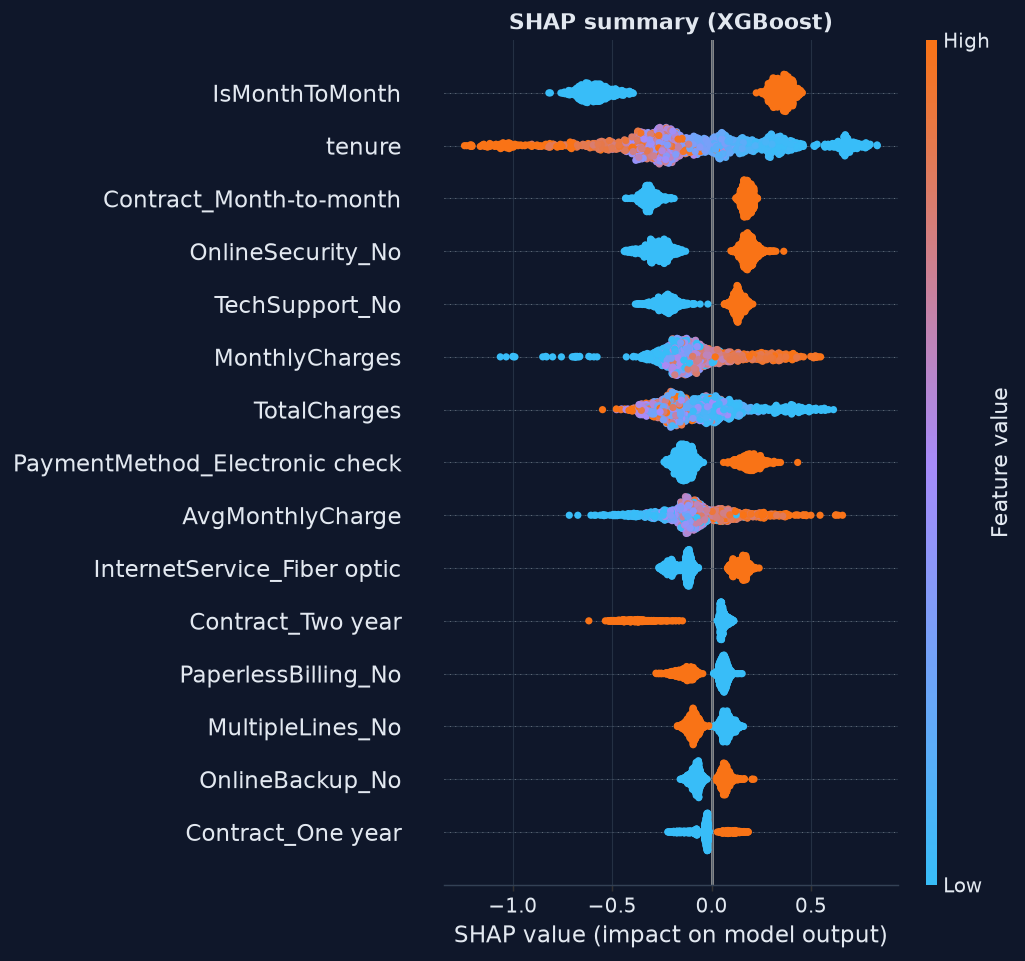 SHAP summary (XGBoost)
High
IsMonthToMonth
tenure
Contract_Month-to-month
OnlineSecurity_No
TechSupport_No
MonthlyCharges
TotalCharges
PaymentMethod_Electronic check
AvgMonthlyCharge
InternetService_Fiber optic
Contract_Two year
PaperlessBilling_No
MultipleLines_No
OnlineBackup_No
Contract_One year
Feature value
Low
−1.0 −0.5 0.0 0.5
SHAP value (impact on model output)